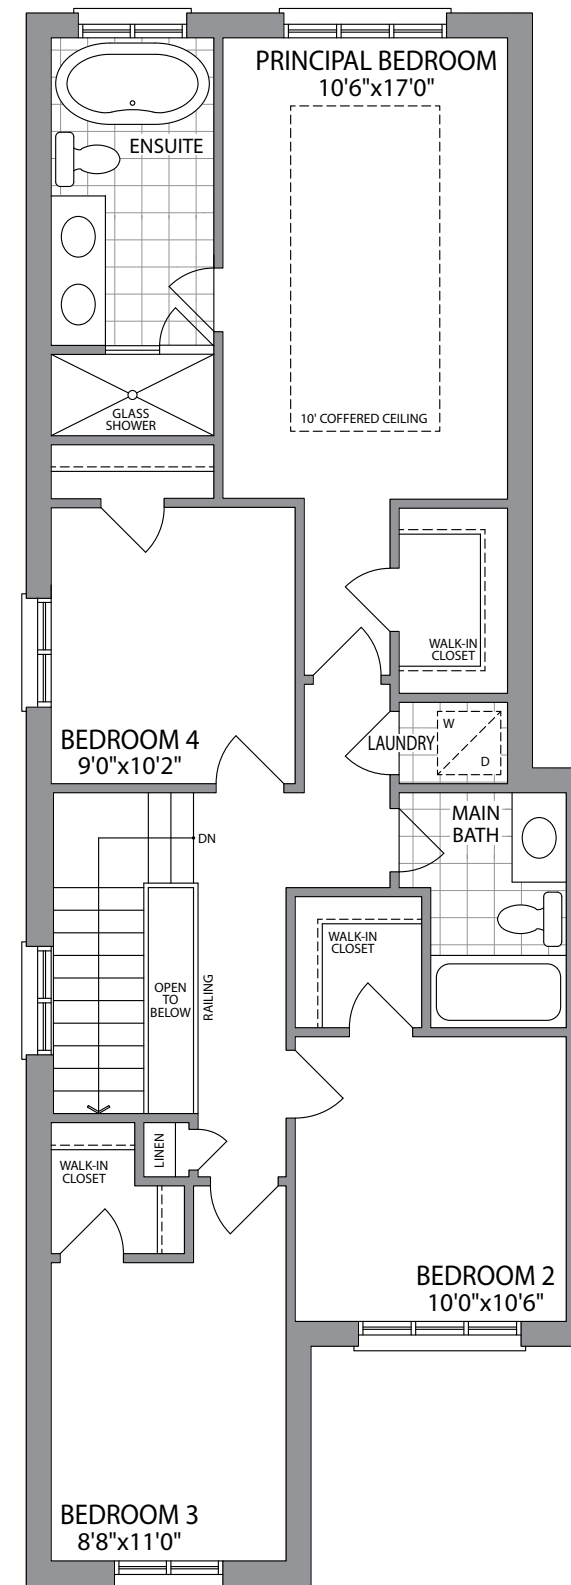 PRINCIPAL BEDROOM
10'6"x17'0"
ENSUITE
10' COFFERED CEILING
GLASS
SHOWER
WALK-IN
CLOSET
BEDROOM 4
9'0"x10'2"
LAUNDRY
W
D
MAIN
BATH
DN
WALK-IN
CLOSET
OPEN
TO
BELOW
RAILING
LINEN
WALK-IN
CLOSET
BEDROOM 2
10'0"x10'6"
BEDROOM 3
8'8"x11'0"